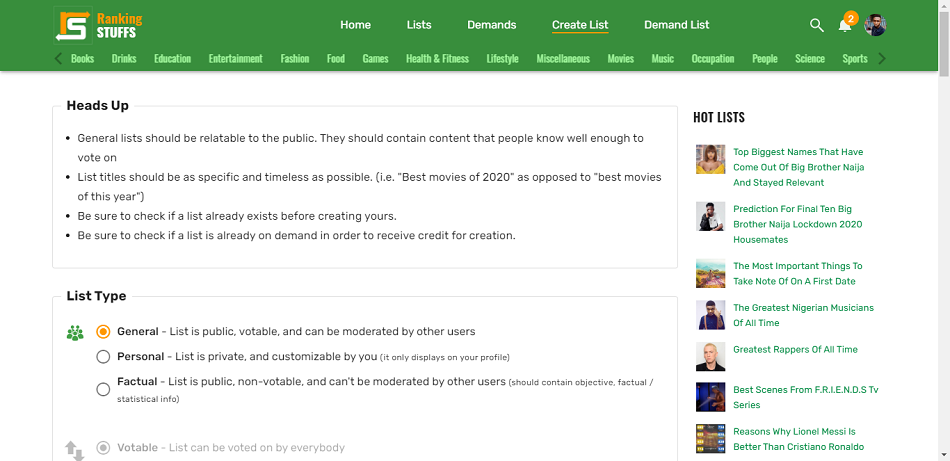 Ranking
STUFFS
Home Lists Demands Create List Demand List
2
Books Drinks Education Entertainment Fashion Food Games Health & Fitness Lifestyle Miscellaneous Movies Music Occupation People Science Sports
Heads Up
General lists should be relatable to the public. They should contain content that people know well enough to
vote on
List titles should be as specific and timeless as possible. (i.e. "Best movies of 2020" as opposed to "best movies
of this year")
Be sure to check if a list already exists before creating yours.
Be sure to check if a list is already on demand in order to receive credit for creation.
List Type
General - List is public, votable, and can be moderated by other users
Personal - List is private, and customizable by you (it only displays on your profile)
Factual - List is public, non-votable, and can't be moderated by other users (should contain objective, factual /
statistical info)
Votable - List can be voted on by everybody
HOT LISTS
Top Biggest Names That Have
Come Out Of Big Brother Naija
And Stayed Relevant
Prediction For Final Ten Big
Brother Naija Lockdown 2020
Housemates
The Most Important Things To
Take Note Of On A First Date
The Greatest Nigerian Musicians
Of All Time
Greatest Rappers Of All Time
Best Scenes From F.R.I.E.N.D.S Tv
Series
Reasons Why Lionel Messi Is
Better Than Cristiano Ronaldo